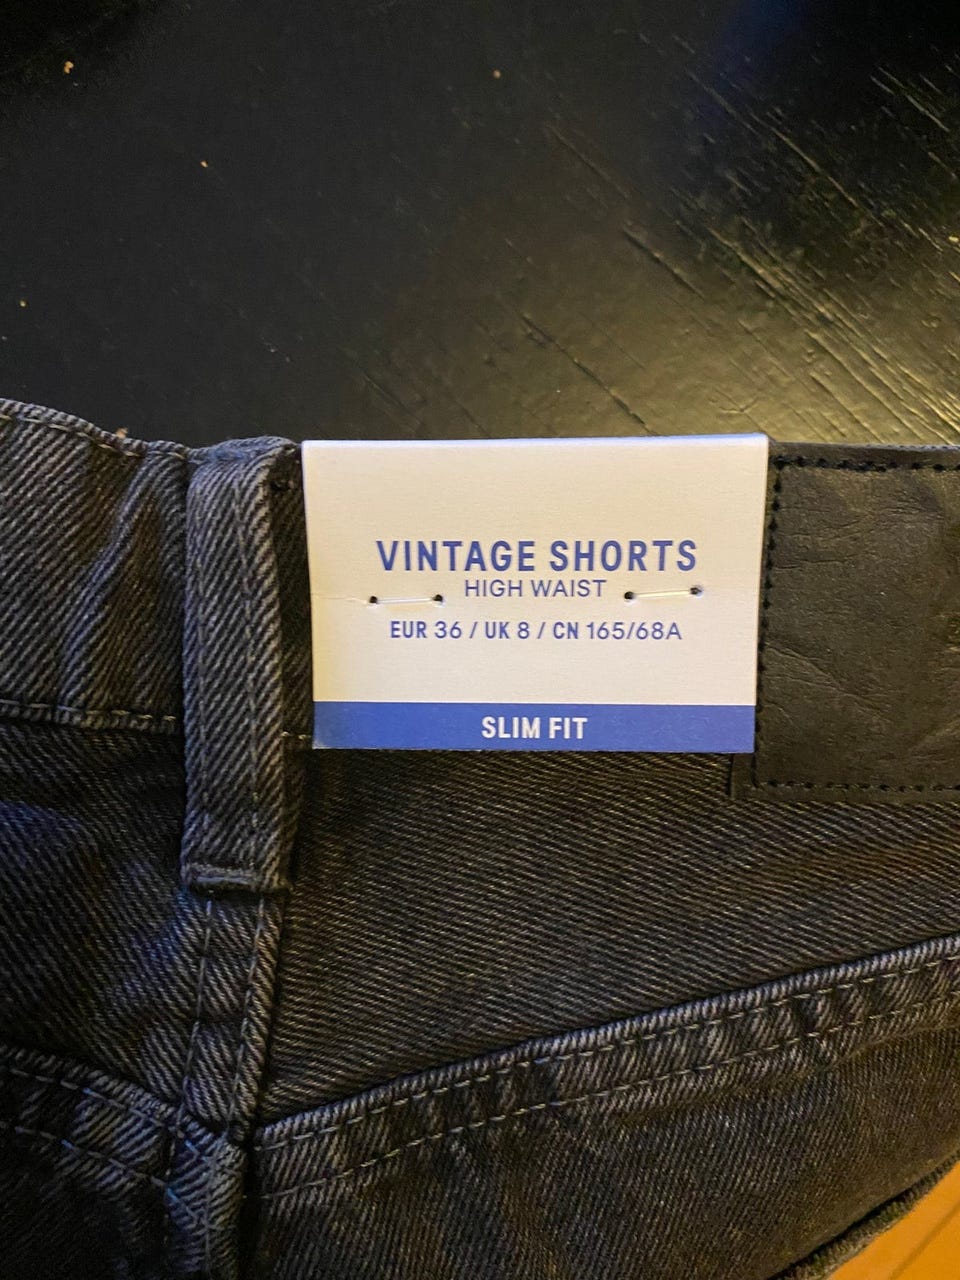 VINTAGE SHORTS
HIGH WAIST
EUR 36 / UK 8 / CN 165/68A
SLIM FIT